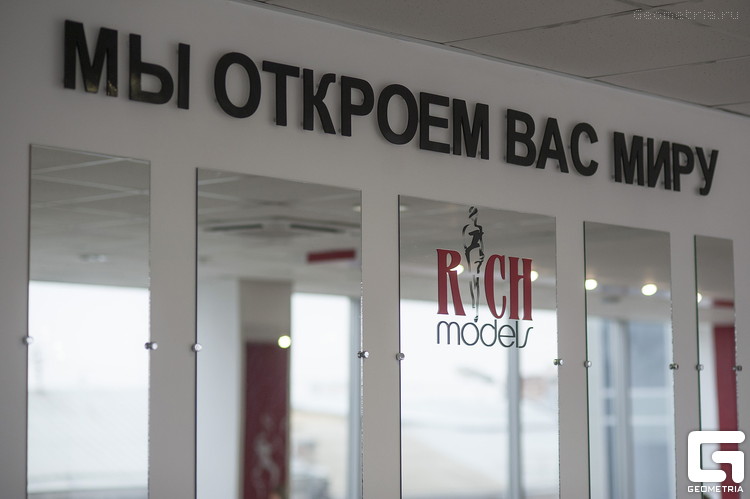 Geometria.ru
МЫ ОТКРОЕМ ВАС МИРУ
RICH
models
GEOMETRIA